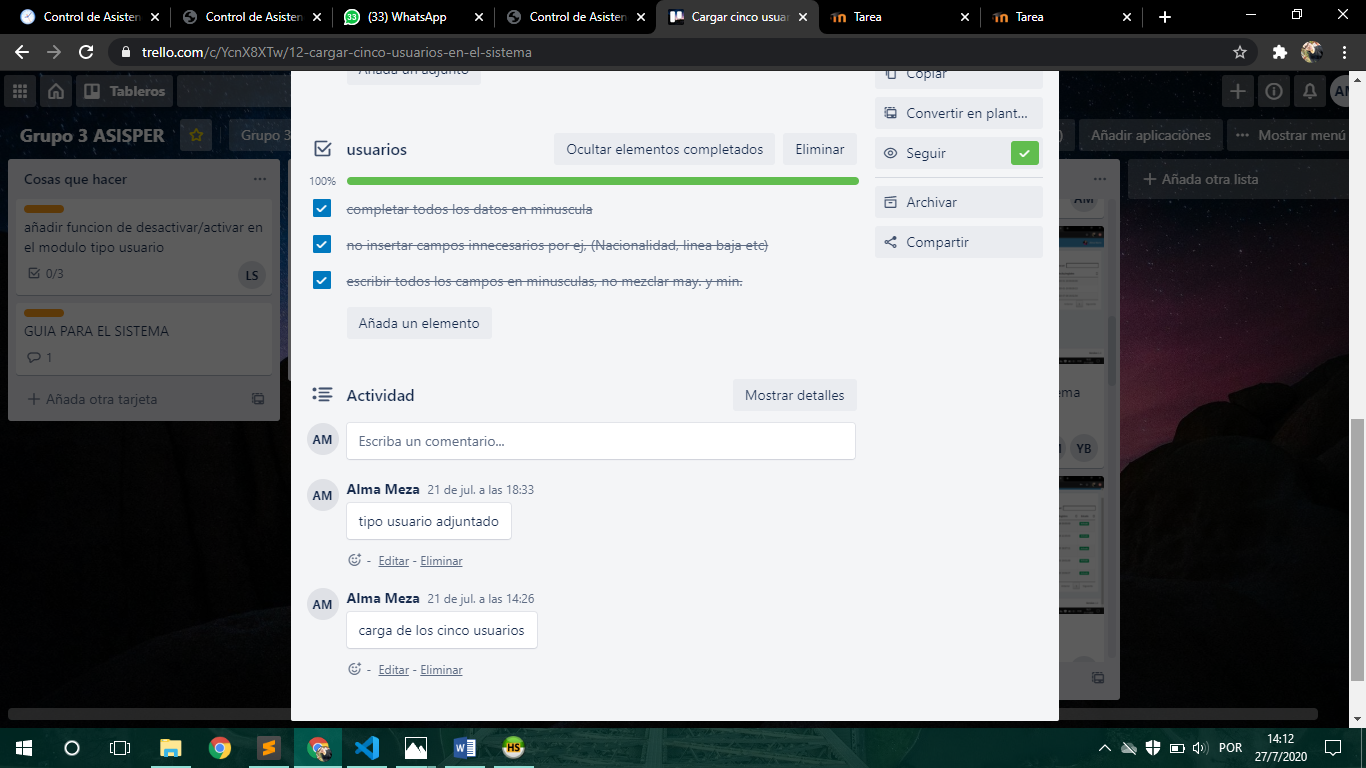 Control de Asisten
Control de Asisten
(33) WhatsApp
Control de Asisten
Cargar cinco usua
Tarea
Tarea
trello.com/c/YcnX8XTw/12-cargar-cinco-usuarios-en-el-sistema
Añada un adjunto
Copiar
Tableros
Convertir en plant...
Grupo 3 ASISPER
Grupo 3
usuarios
Ocultar elementos completados
Eliminar
Seguir
Añadir aplicaciones
Mostrar menú
100%
Cosas que hacer
Añada otra lista
completar todos los datos en minuscula
Archivar
AM
añadir funcion de desactivar/activar en
el modulo tipo usuario
no insertar campos innecesarios por ej, (Nacionalidad, linea baja etc)
Compartir
0/3
LS
escribir todos los campos en minusculas, no mezclar may. y min.
GUIA PARA EL SISTEMA
1
Añada un elemento
Añada otra tarjeta
Actividad
Mostrar detalles
AM
Escriba un comentario...
YB
AM
Alma Meza 21 de jul. a las 18:33
tipo usuario adjuntado
- Editar - Eliminar
AM
Alma Meza 21 de jul. a las 14:26
carga de los cinco usuarios
- Editar - Eliminar
HS
POR
14:12
27/7/2020